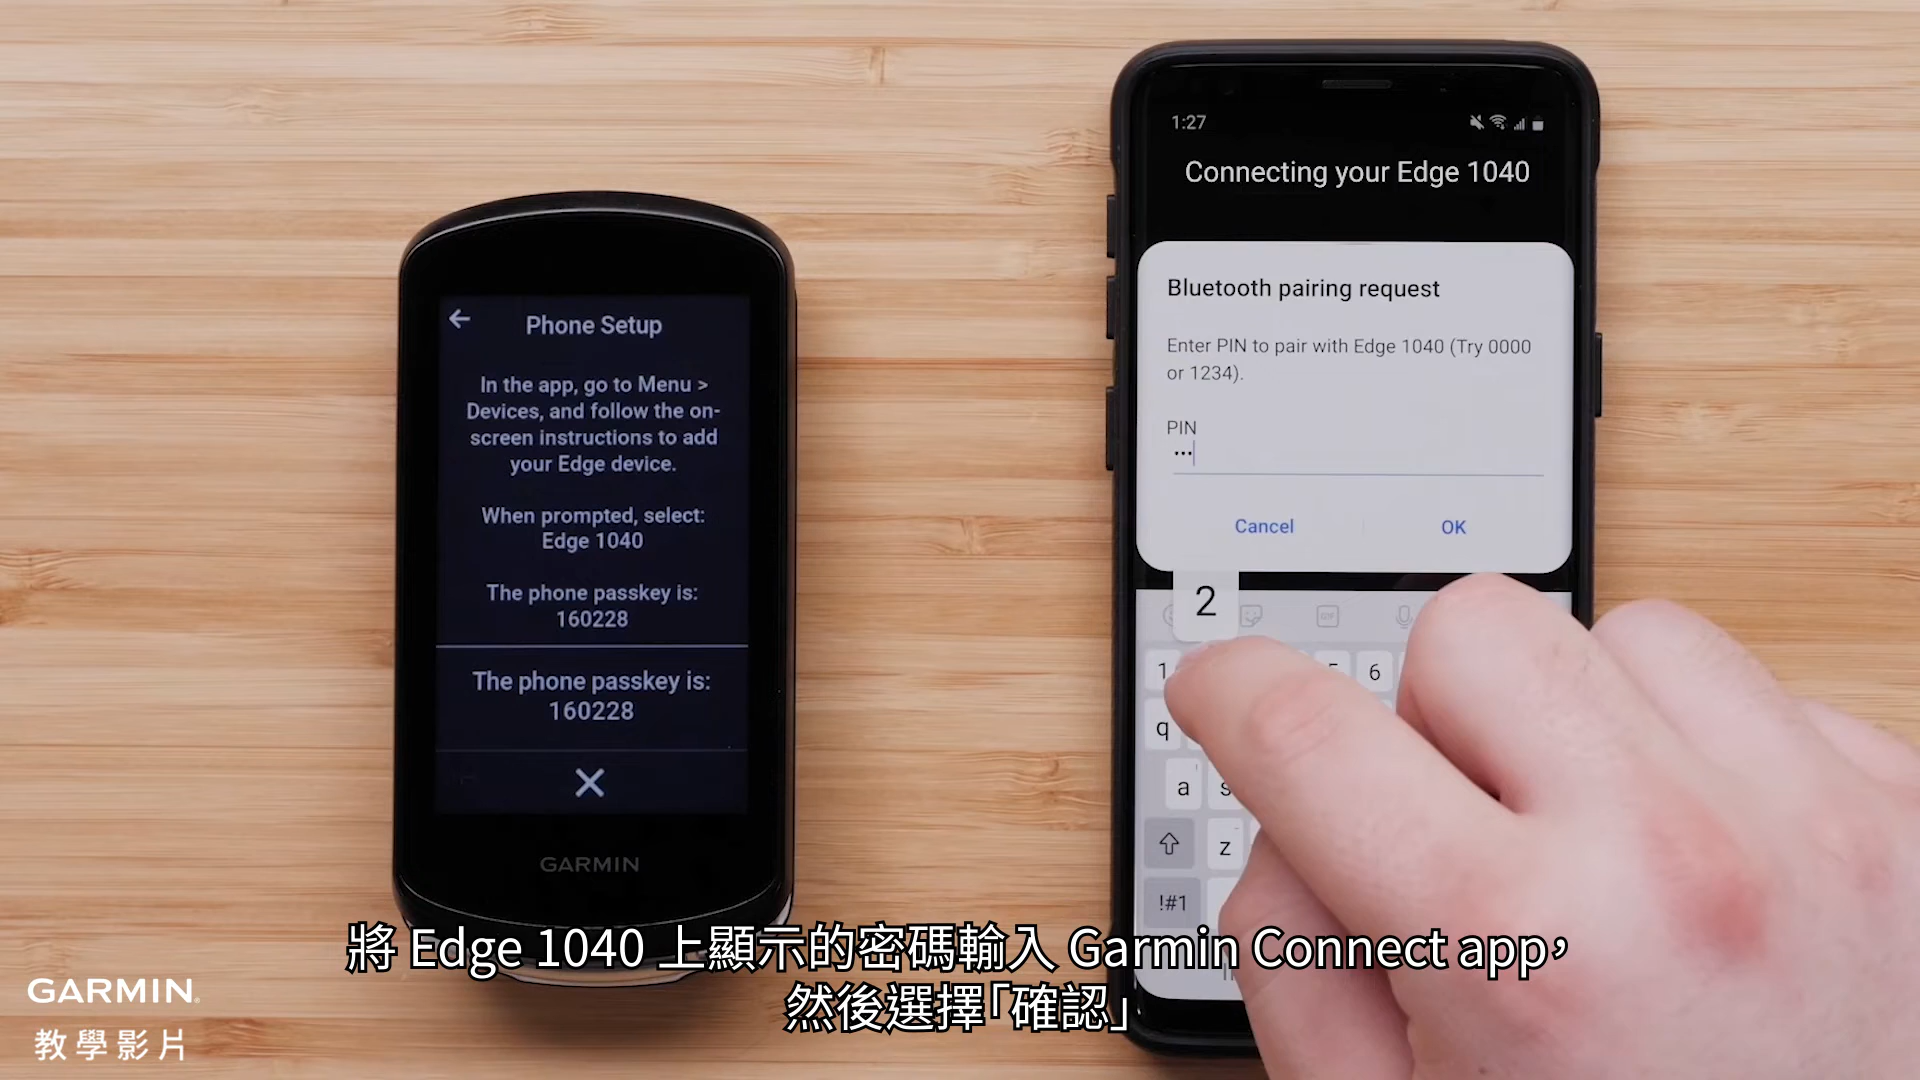 Phone Setup
In the app, go to Menu >
Devices, and follow the on-
screen instructions to add
your Edge device.
When prompted, select:
Edge 1040
The phone passkey is:
160228
The phone passkey is:
160228
GARMIN
1:27
Connecting your Edge 1040
Bluetooth pairing request
Enter PIN to pair with Edge 1040 (Try 0000
or 1234).
PIN
•••
Cancel
OK
2
1 5 6
q
a s
z
!#1
將 Edge 1040 上顯示的密碼輸入 Garmin Connect app,
然後選擇「確認」
GARMIN
教學影片